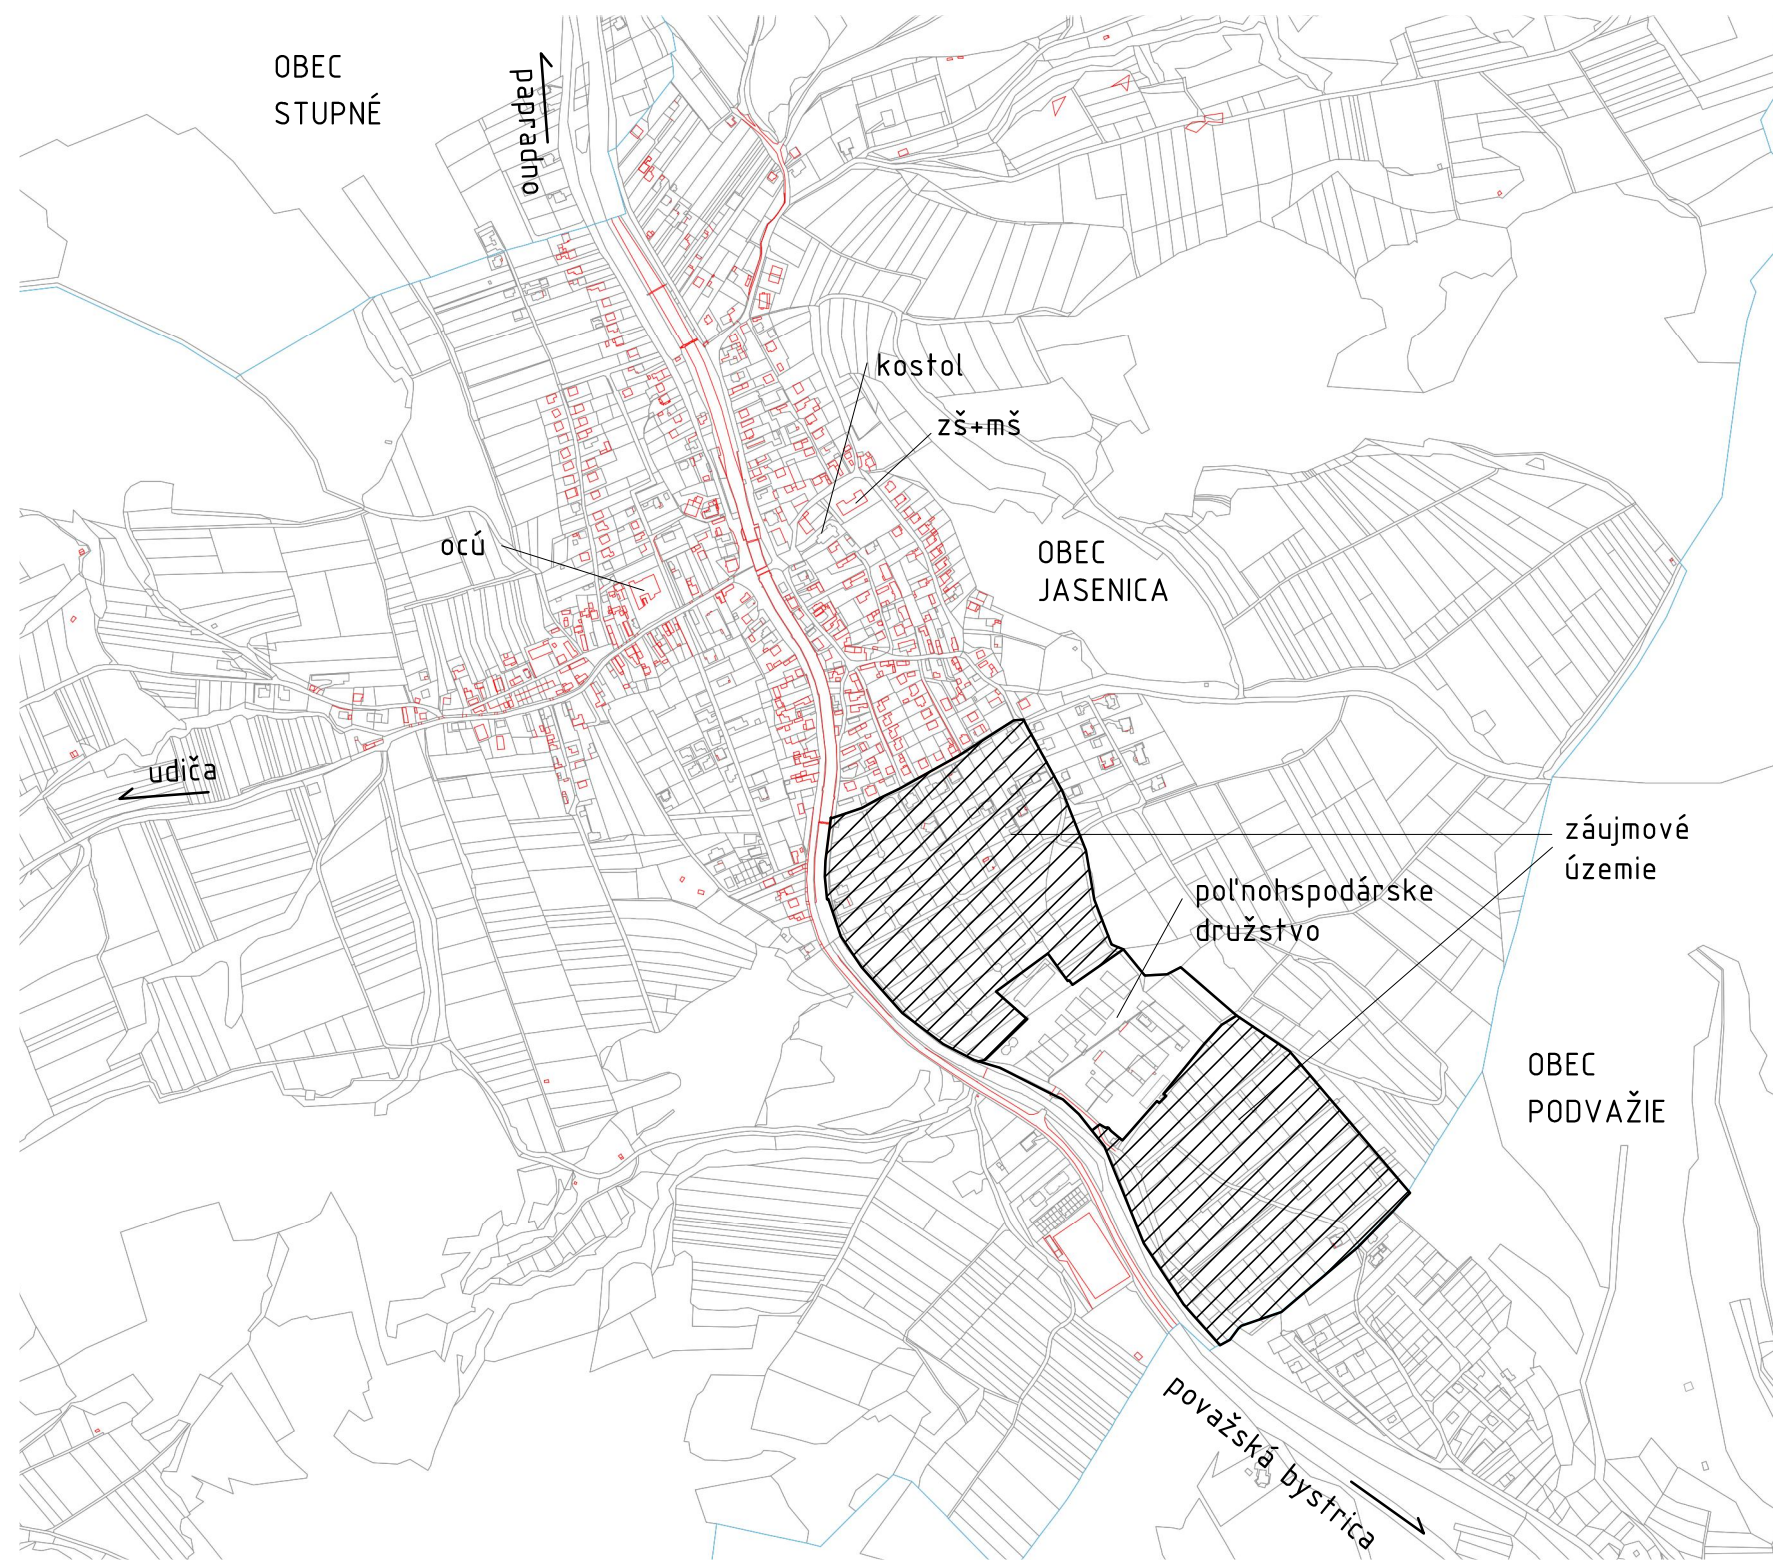 OBEC
STUPNÉ
papradno
kostol
zš+mš
ocú
OBEC
JASENICA
udiča
záujmové
územie
poľnohspodárske
družstvo
OBEC
PODVAŽIE
považská bystrica